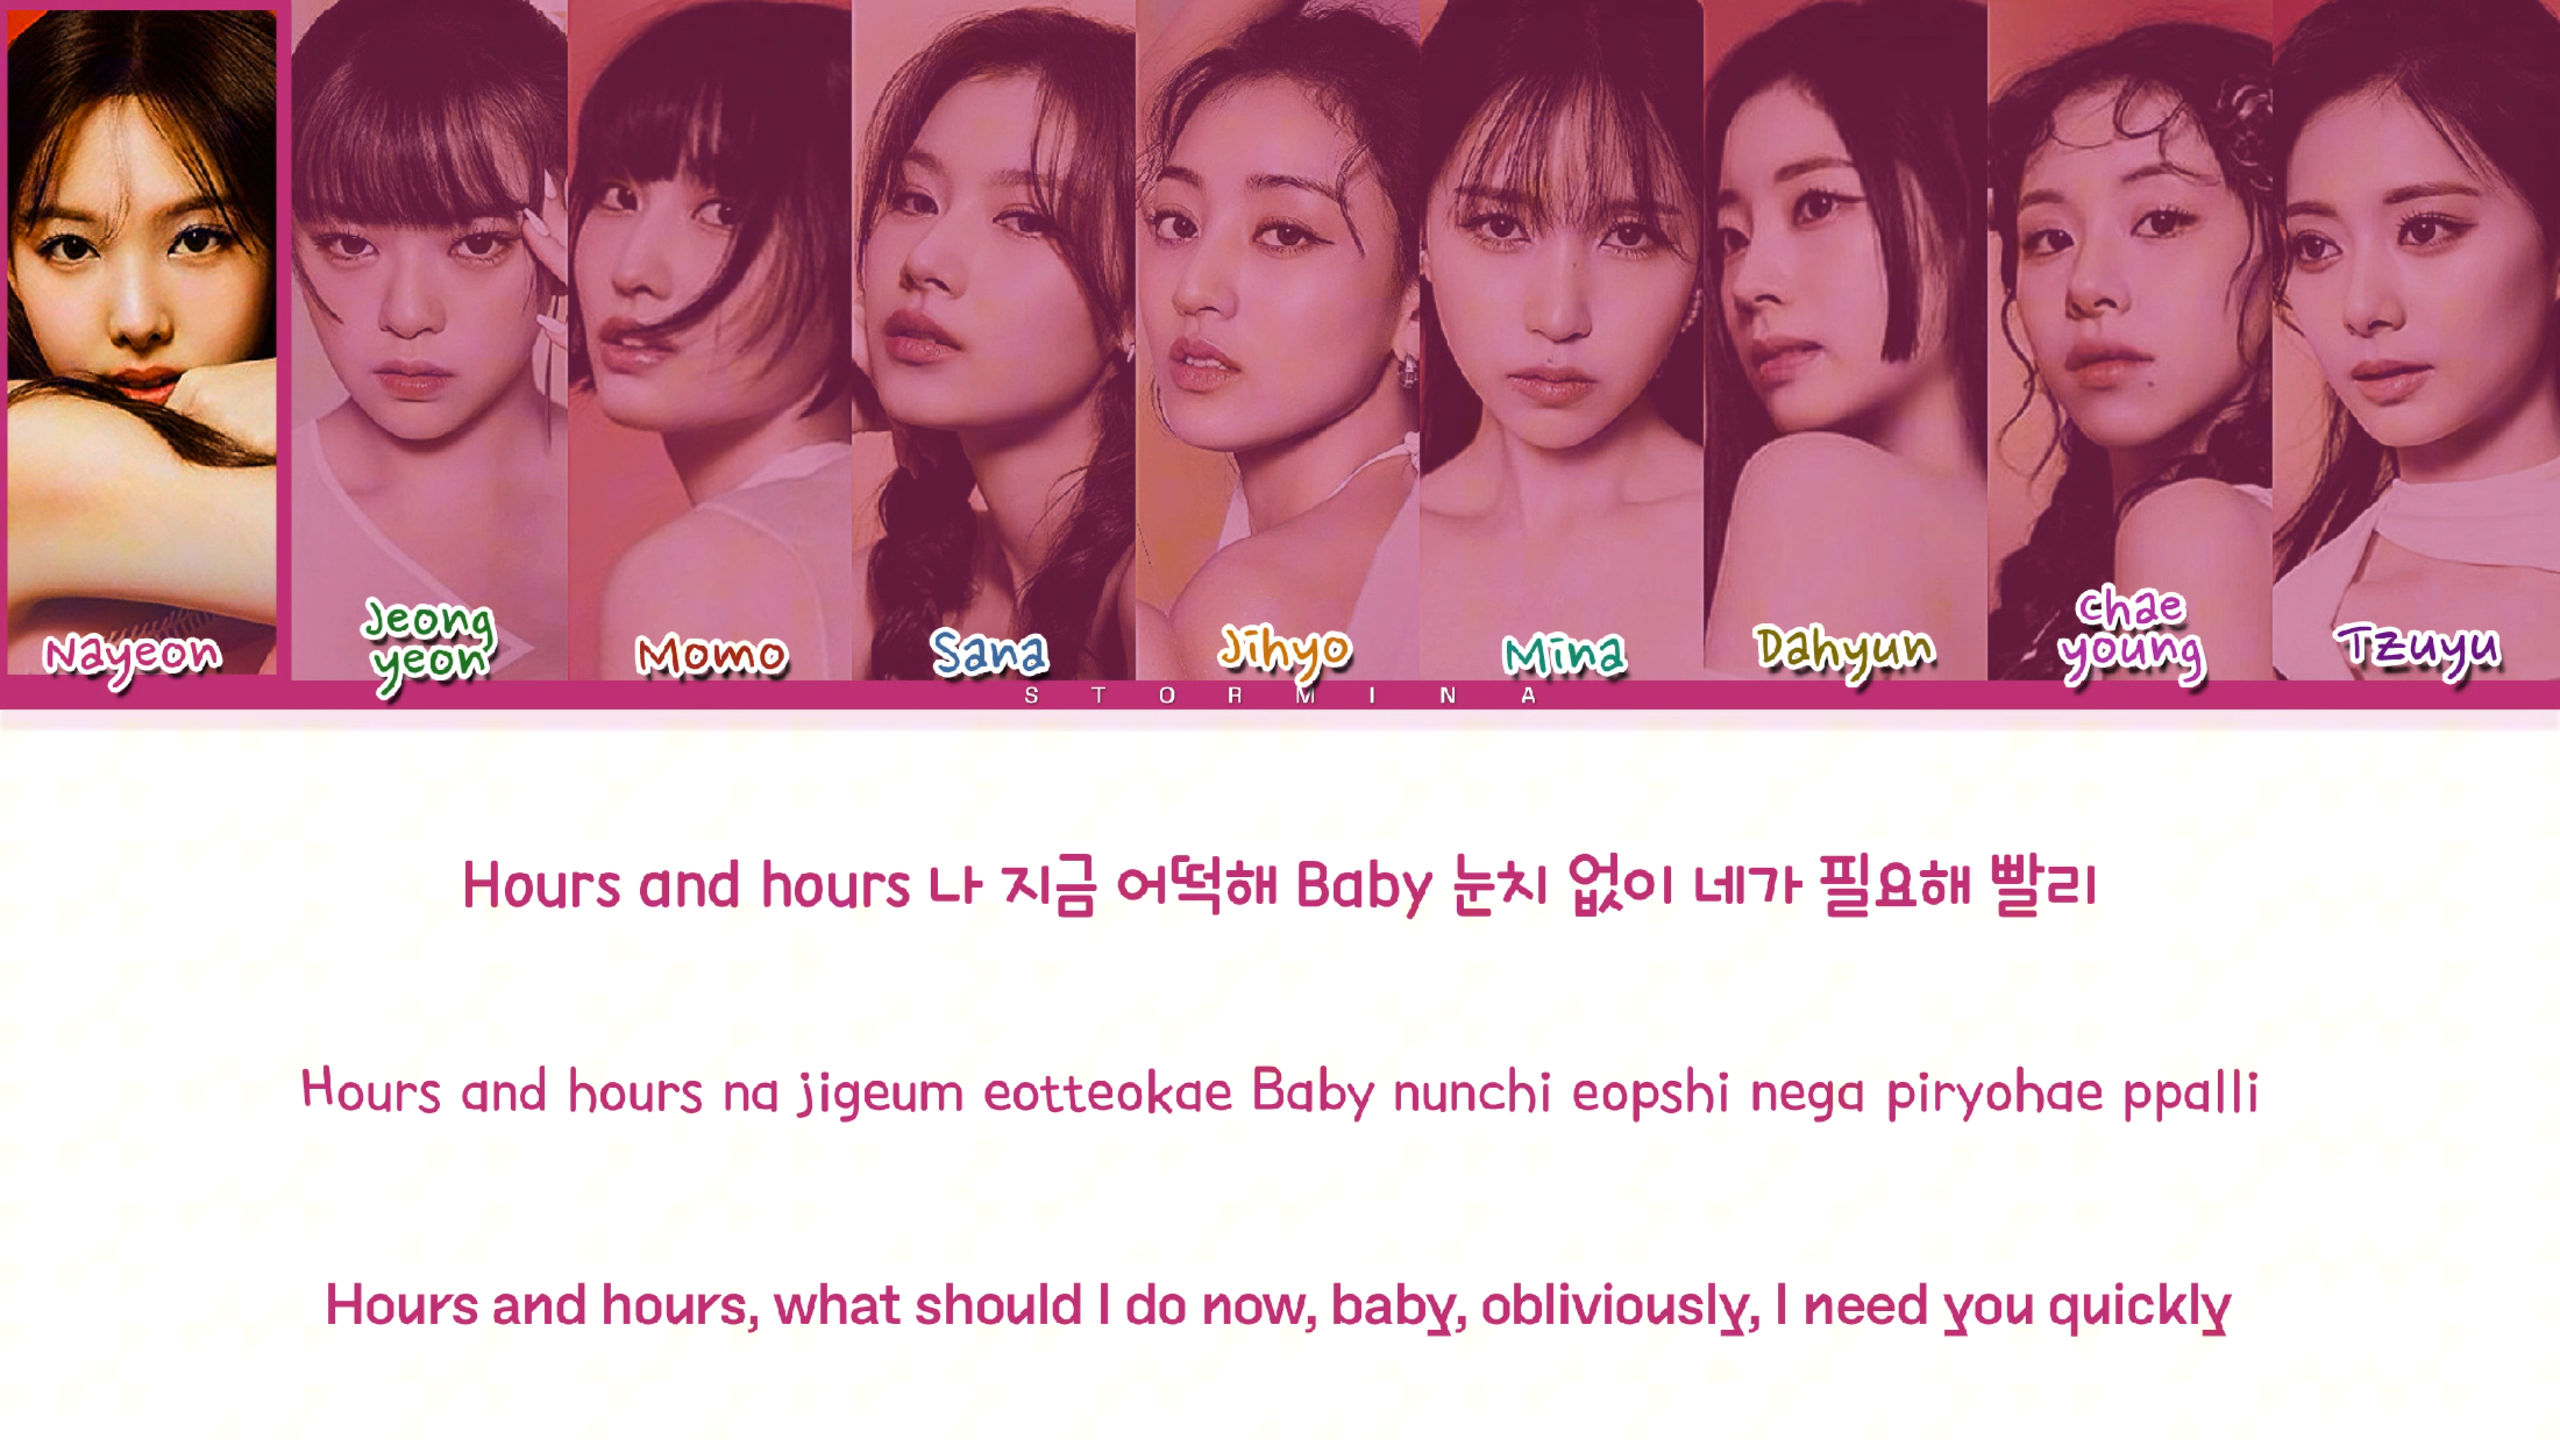 Nayeon
Jeong
yeon
Momo
Sana
Jihyo
Mina
Dahyun
Chae
young
Tzuyu
STORMINA
Hours and hours 나 지금 어떡해 Baby 눈치 없이 네가 필요해 빨리
Hours and hours na jigeum eotteokae Baby nunchi eopshi nega piryohae ppalli
Hours and hours, what should I do now, baby, obliviously, I need you quickly